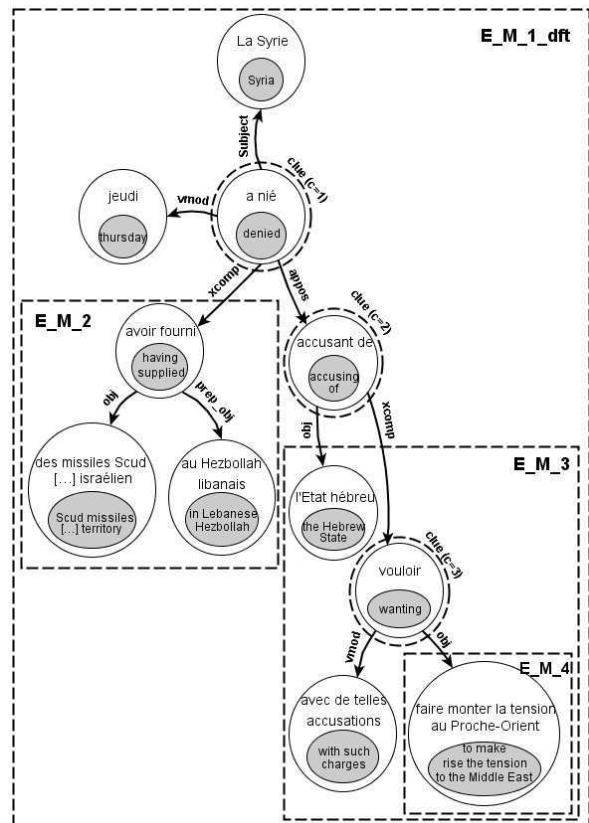 E_M_1_dft
La Syrie
Syria
Subject
clue (c=1)
jeudi
thursday
vmod
a nié
denied
xcomp
appos
E_M_2
avoir fourni
having
supplied
clue (c=2)
accusant de
accusing
of
obj
prep_obj
obj
xcomp
des missiles Scud
[...] israélien
Scud missiles
[...] territory
au Hezbollah
libanais
in Lebanese
Hezbollah
E_M_3
l'Etat hébreu
the Hebrew
State
clue (c=3)
vouloir
wanting
vmod
obj
E_M_4
avec de telles
accusations
with such
charges
faire monter la tension
au Proche-Orient
to make
rise the tension
to the Middle East